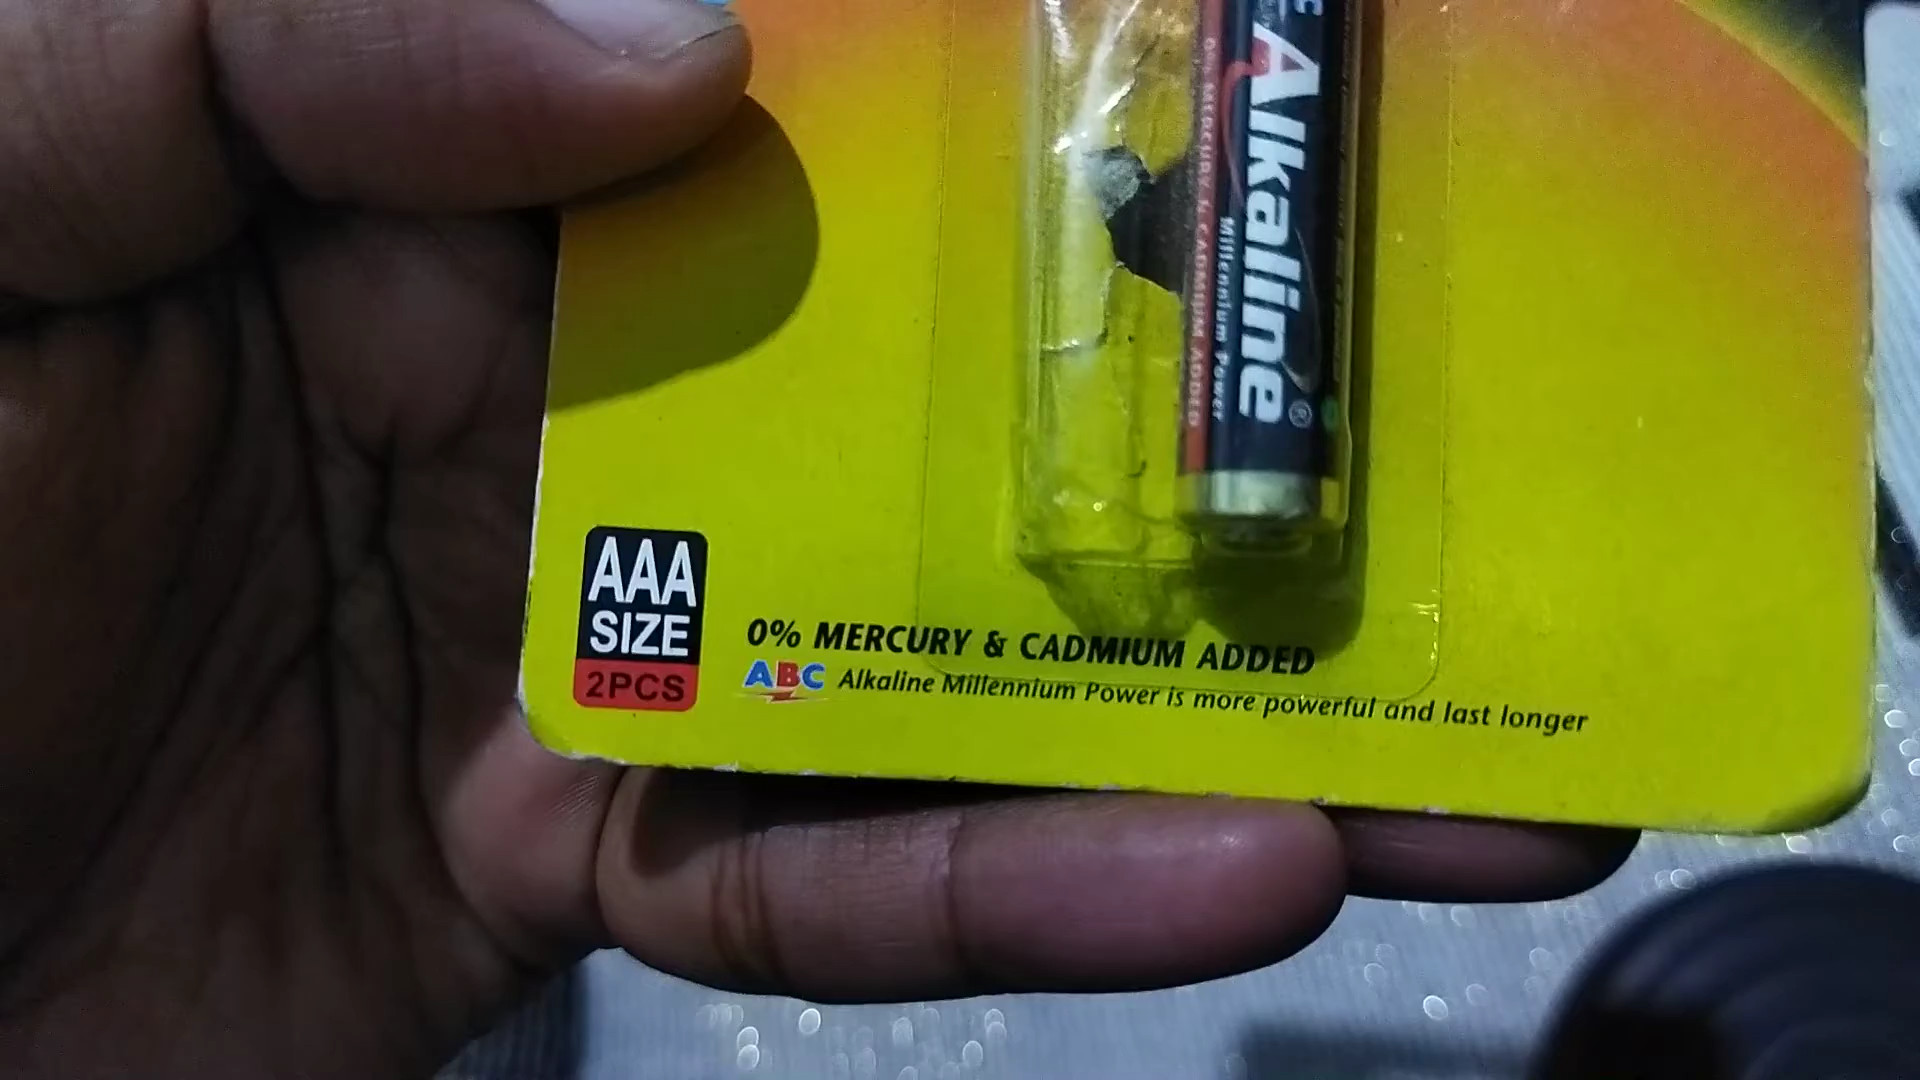 C
Alkaline®
Millennium Power
0% MERCURY & CADMIUM ADDED
AAA
SIZE
2PCS
0% MERCURY & CADMIUM ADDED
ABC Alkaline Millennium Power is more powerful and last longer